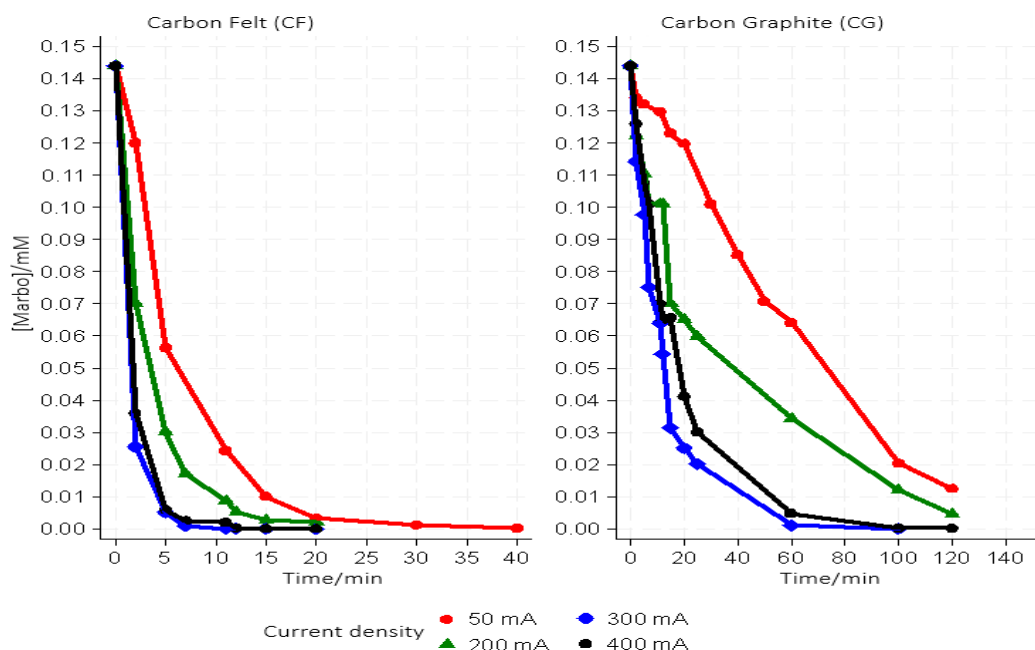 Carbon Felt (CF)
Carbon Graphite (CG)
[Marbo]/mM
0.15
0.14
0.13
0.12
0.11
0.10
0.09
0.08
0.07
0.06
0.05
0.04
0.03
0.02
0.01
0.00
0 5 10 15 20 25 30 35 40
Time/min
0.15
0.14
0.13
0.12
0.11
0.10
0.09
0.08
0.07
0.06
0.05
0.04
0.03
0.02
0.01
0.00
0 20 40 60 80 100 120 140
Time/min
Current density
50 mA
300 mA
200 mA
400 mA